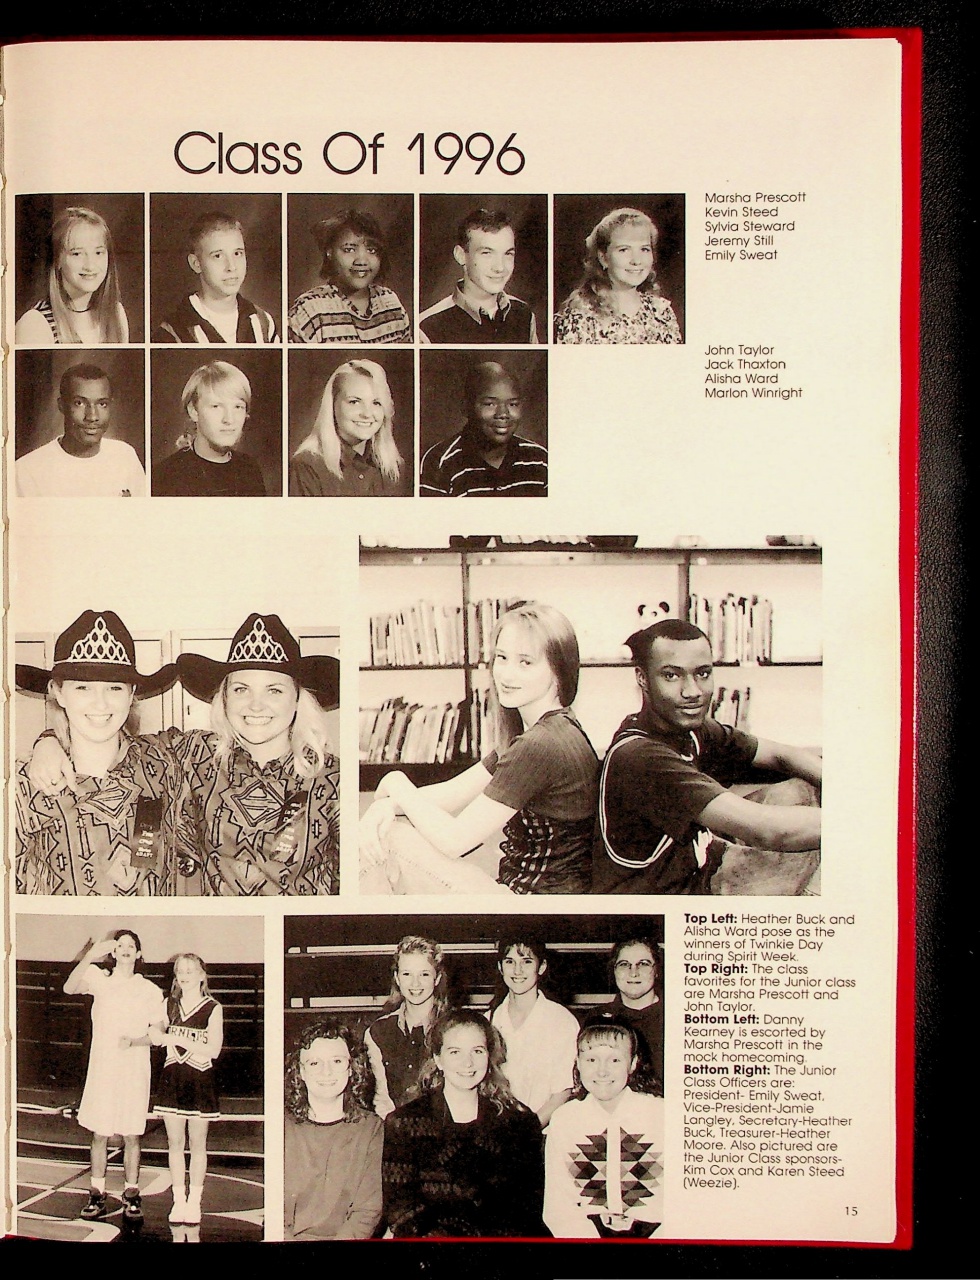 Class Of 1996
Marsha Prescott
Kevin Steed
Sylvia Steward
Jeremy Still
Emily Sweat
John Taylor
Jack Thaxton
Alisha Ward
Marlon Winright
Top Left: Heather Buck and
Alisha Ward pose as the
winners of Twinkie Day
during Spirit Week.
Top Right: The class
favorites for the Junior class
are Marsha Prescott and
John Taylor.
Bottom Left: Danny
Kearney is escorted by
Marsha Prescott in the
mock homecoming.
Bottom Right: The Junior
Class Officers are:
President- Emily Sweat,
Vice-President-Jamie
Langley, Secretary-Heather
Buck, Treasurer-Heather
Moore. Also pictured are
the Junior Class sponsors-
Kim Cox and Karen Steed
(Weezie).
15